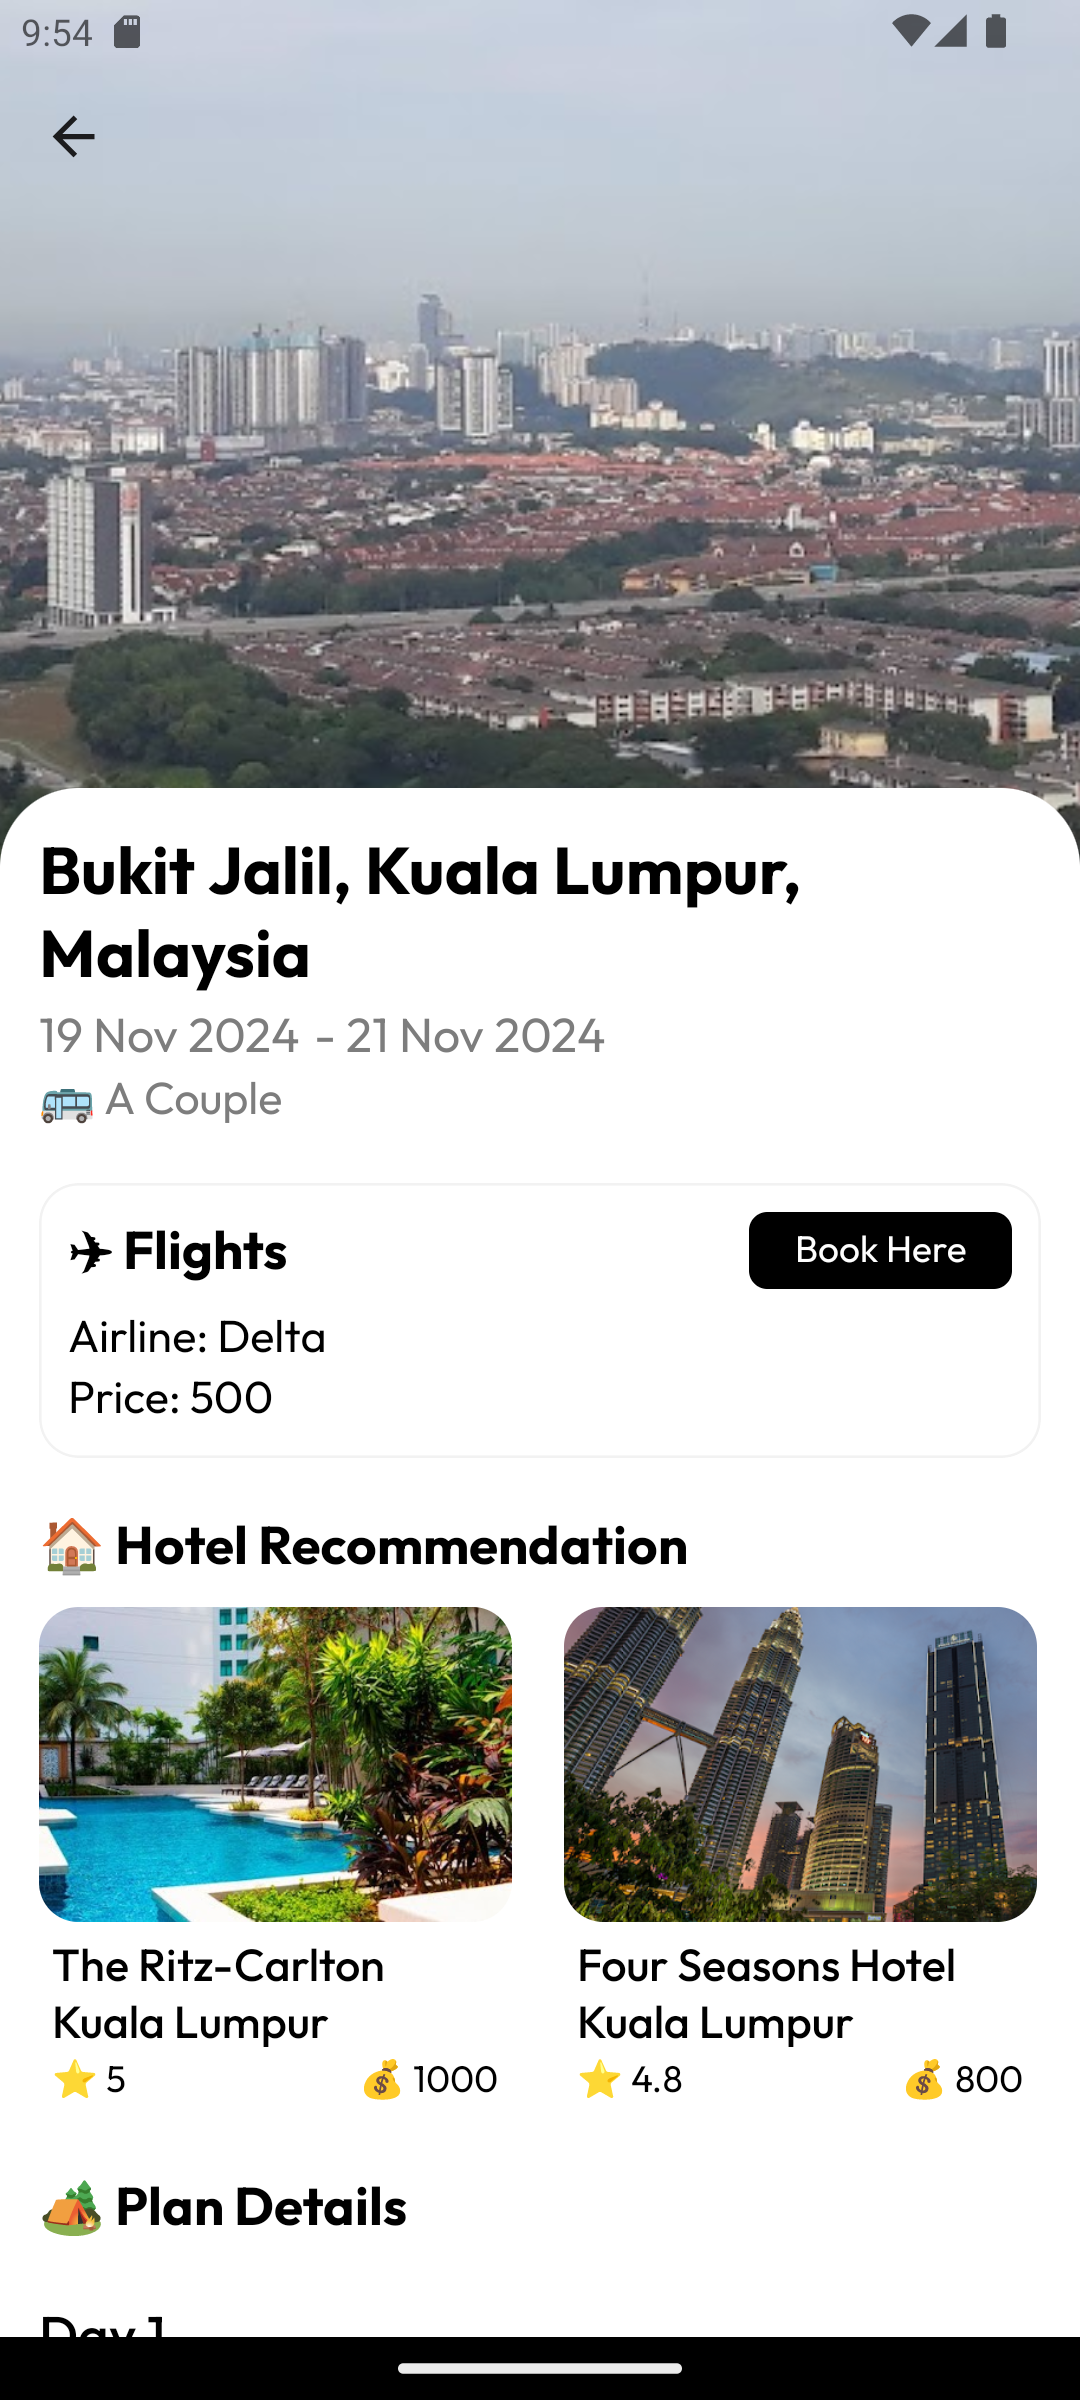 9:54
Bukit Jalil, Kuala Lumpur,
Malaysia
19 Nov 2024 - 21 Nov 2024
🚌 A Couple
✈ Flights
Book Here
Airline: Delta
Price: 500
🏠 Hotel Recommendation
The Ritz-Carlton
Kuala Lumpur
⭐ 5
💰 1000
Four Seasons Hotel
Kuala Lumpur
⭐ 4.8
💰 800
🏕️ Plan Details
Day 1